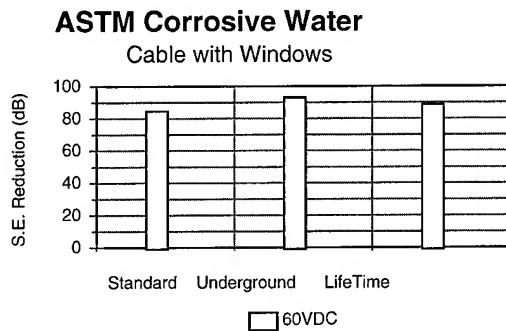 ASTM Corrosive Water
Cable with Windows
S.E. Reduction (dB)
100
80
60
40
20
0
Standard Underground LifeTime
60VDC